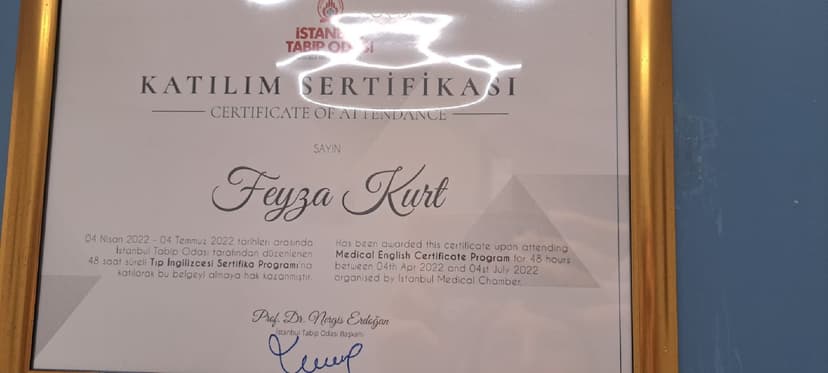 İSTANBUL
TABİP ODASI
KATILIM SERTİFİKASI
CERTIFICATE OF ATTENDANCE
SAYIN
Feyza Kurt
04 Nisan 2022 - 04 Temmuz 2022 tarihleri arasında
İstanbul Tabip Odası tarafından düzenlenen
48 saat süreli Tıp İngilizcesi Sertifika Programı'na
katılarak bu belgeyi almaya hak kazanmıştır.
Has been awarded this certificate upon attending
Medical English Certificate Program for 48 hours
between 04th Apr 2022 and 04st July 2022
organised by İstanbul Medical Chamber.
Prof. Dr. Nergis Erdoğan
İstanbul Tabip Odası Başkanı